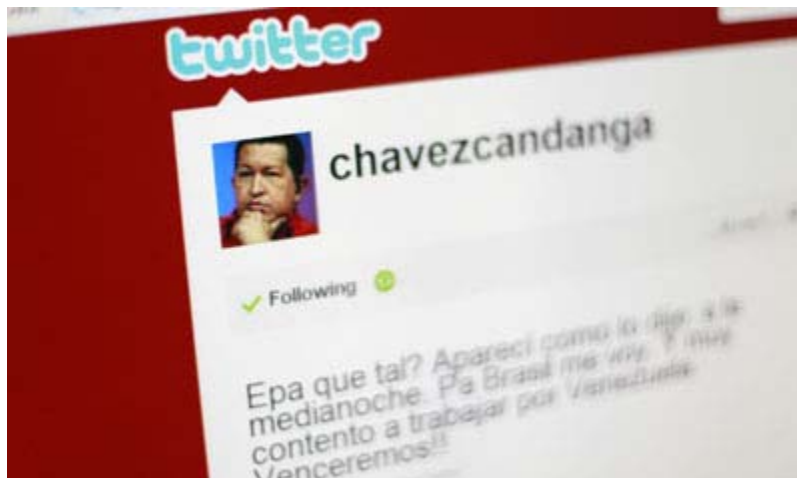 twitter
chavezcandanga
Following
Epa que tal? Aparecí como lo dije: a la
medianoche. Pa Brasil me voy. Y muy
contento a trabajar por Venezuela.
Venceremos!!